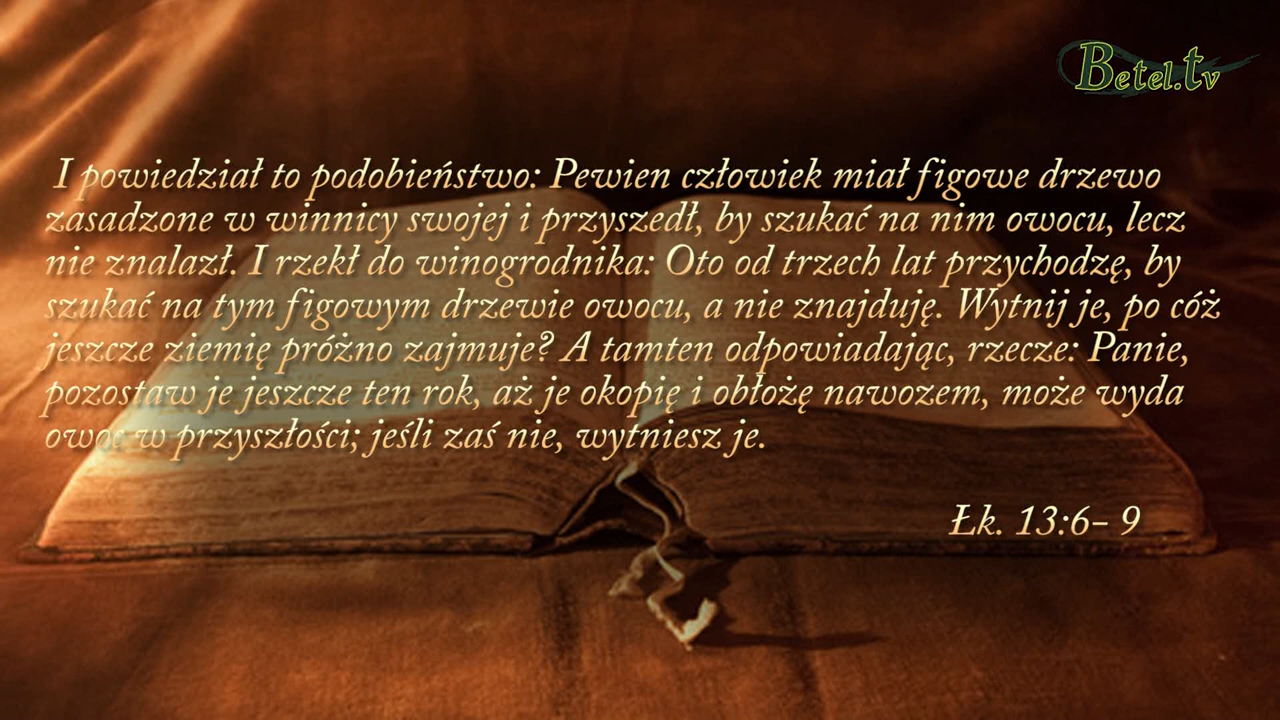 Betel.tv
I powiedział to podobieństwo: Pewien człowiek miał figowe drzewo
zasadzone w winnicy swojej i przyszedł, by szukać na nim owocu, lecz
nie znalazł. I rzekł do winogrodnika: Oto od trzech lat przychodzę, by
szukać na tym figowym drzewie owocu, a nie znajduję. Wytnij je, po cóż
jeszcze ziemię próżno zajmuje? A tamten odpowiadając, rzecze: Panie,
pozostaw je jeszcze ten rok, aż je okopię i obłożę nawozem, może wyda
owoc w przyszłości; jeśli zaś nie, wytniesz je.
Łk. 13:6– 9